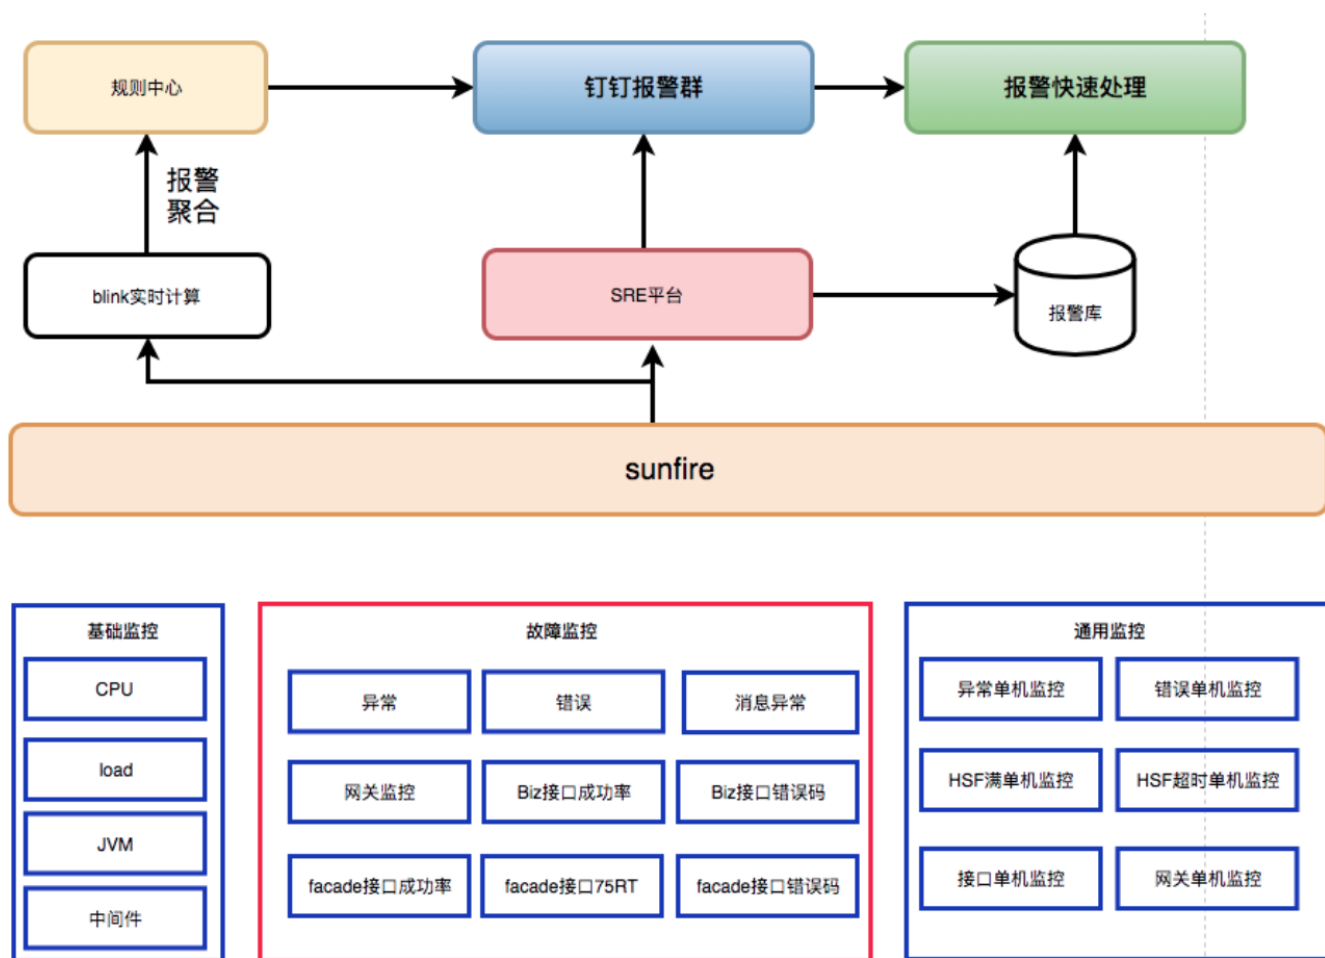 规则中心
钉钉报警群
报警快速处理
报警
聚合
blink实时计算
SRE平台
报警库
sunfire
基础监控
CPU
load
JVM
中间件
故障监控
异常
错误
消息异常
网关监控
Biz接口成功率
Biz接口错误码
facade接口成功率
facade接口75RT
facade接口错误码
通用监控
异常单机监控
错误单机监控
HSF满单机监控
HSF超时单机监控
接口单机监控
网关单机监控